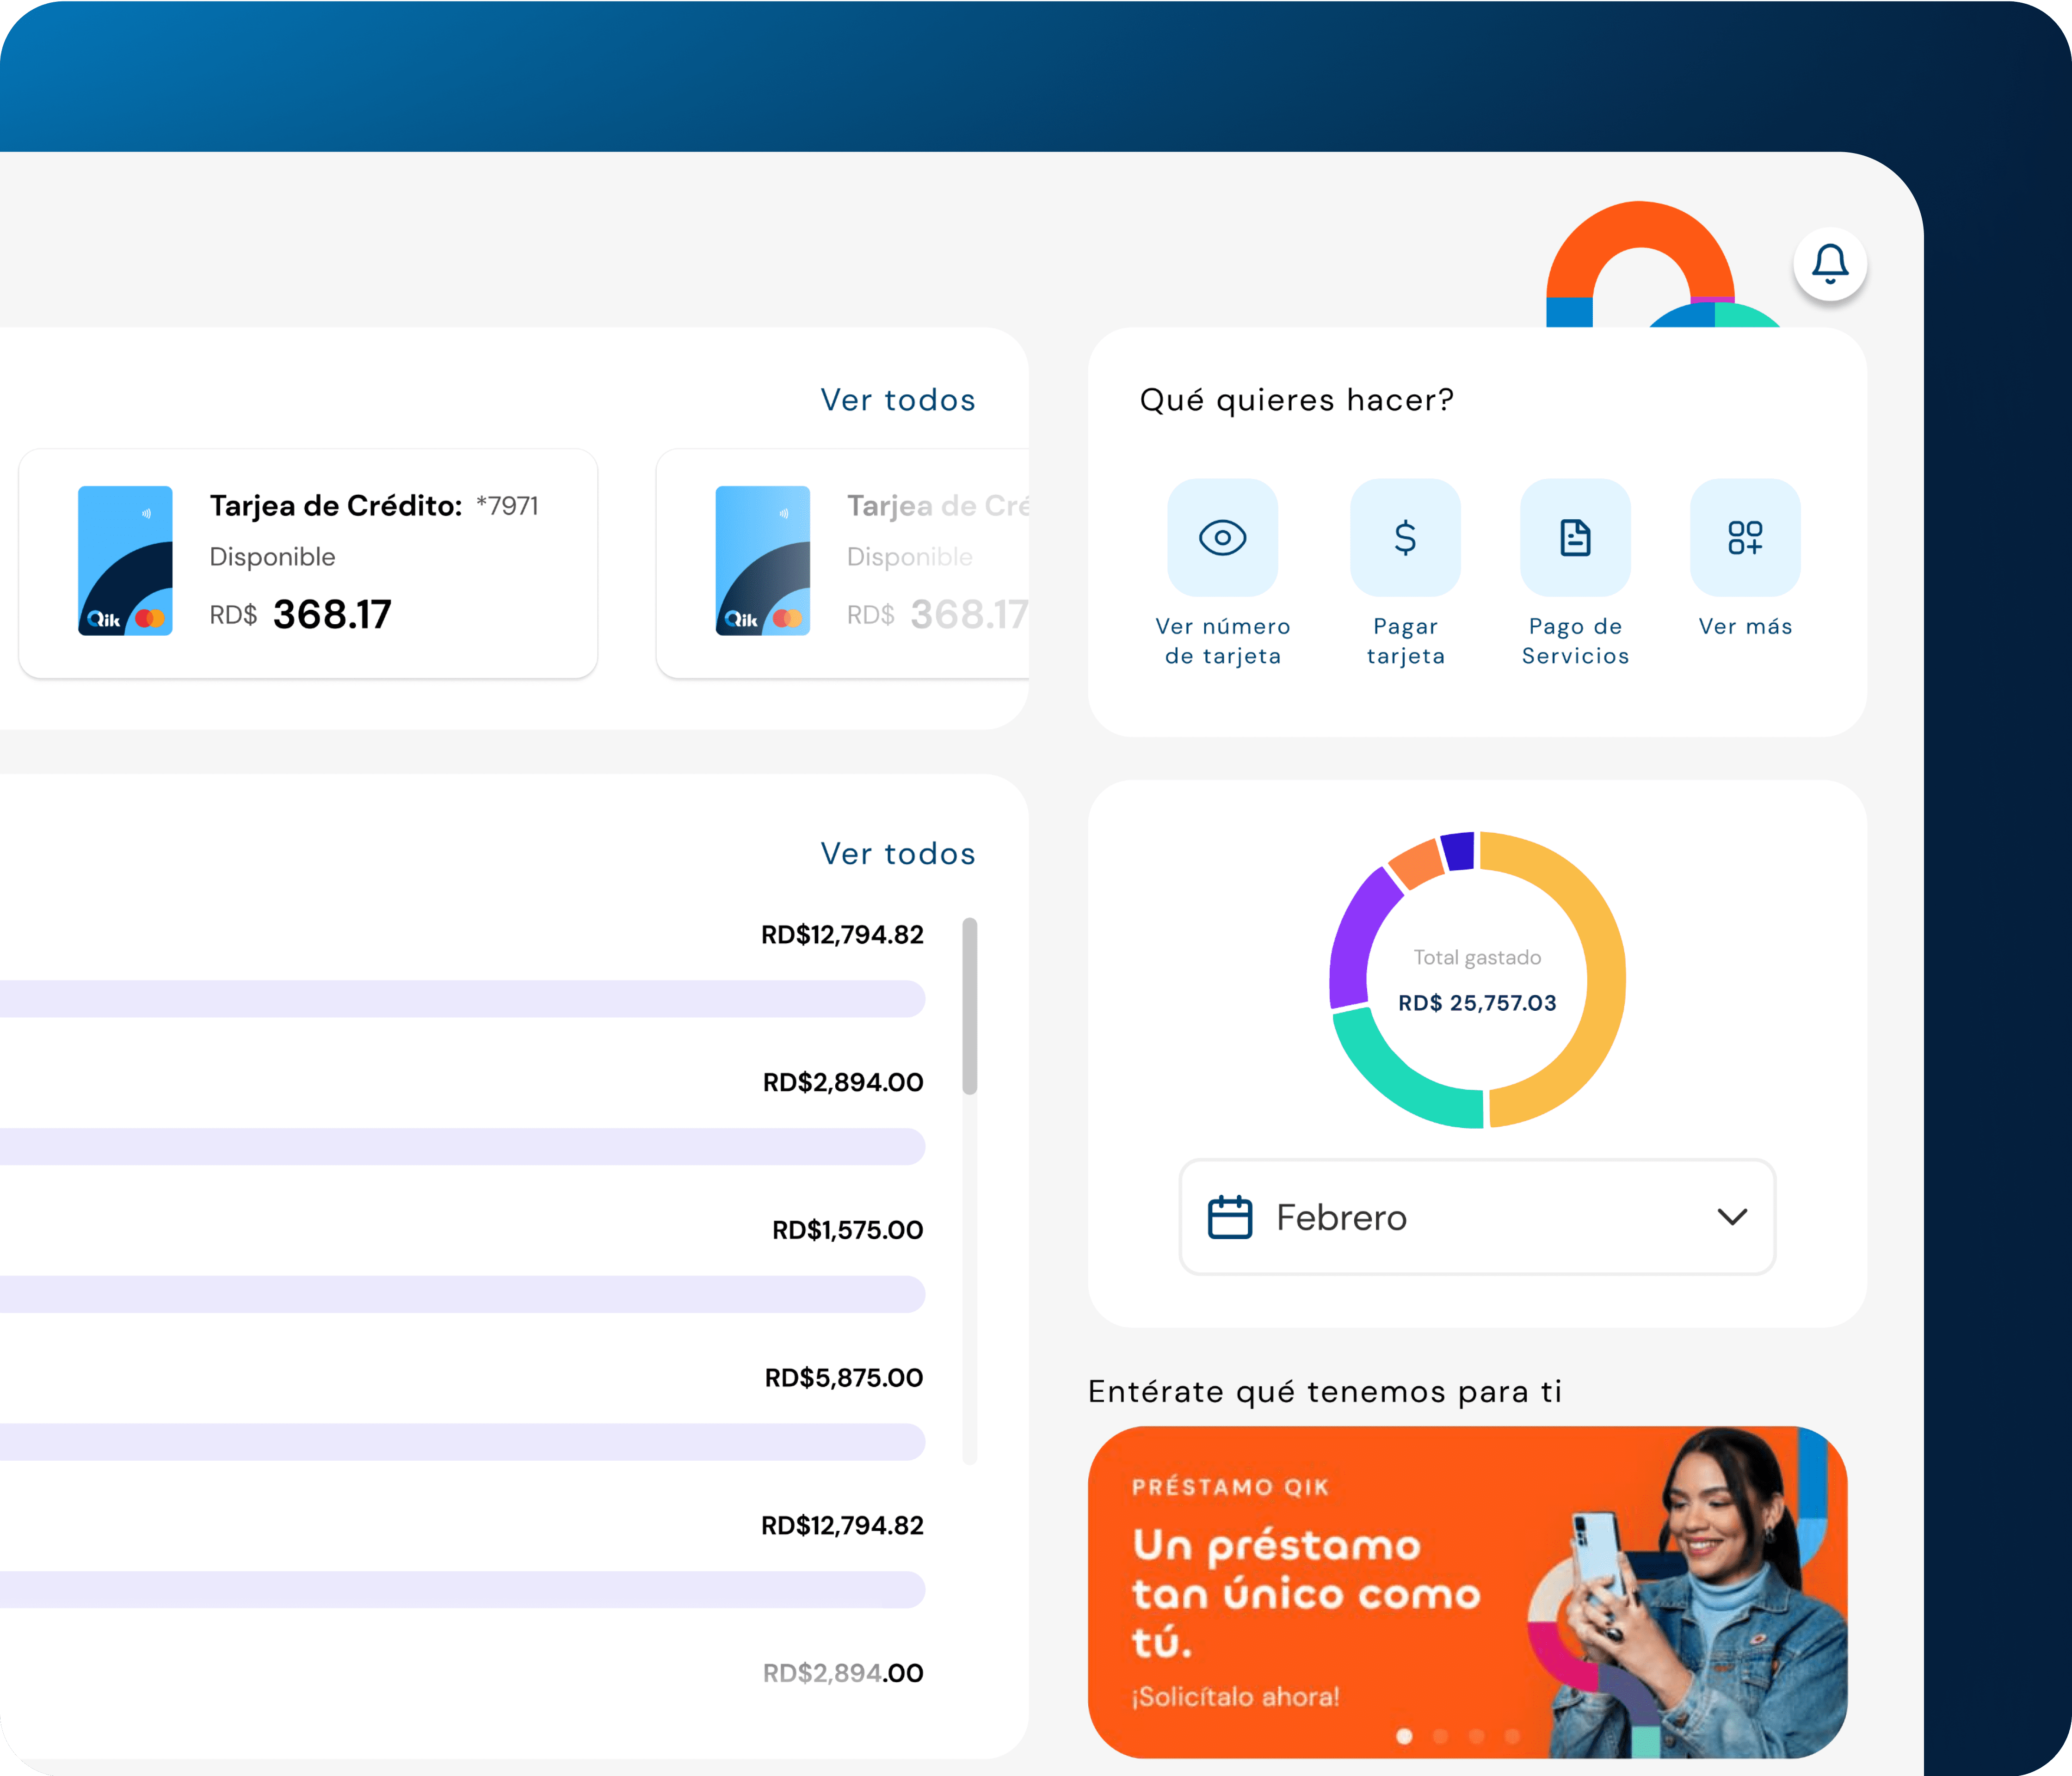 Ver todos
Tarjea de Crédito: *7971
Disponible
RD$ 368.17
Qik
Tarjea de Cré
Disponible
RD$ 368.17
Qik
Qué quieres hacer?
Ver número
de tarjeta
Pagar
tarjeta
Pago de
Servicios
Ver más
Ver todos
RD$12,794.82
RD$2,894.00
RD$1,575.00
RD$5,875.00
RD$12,794.82
RD$2,894.00
Total gastado
RD$ 25,757.03
Febrero
Entérate qué tenemos para ti
PRÉSTAMO QIK
Un préstamo
tan único como
tú.
¡Solicítalo ahora!